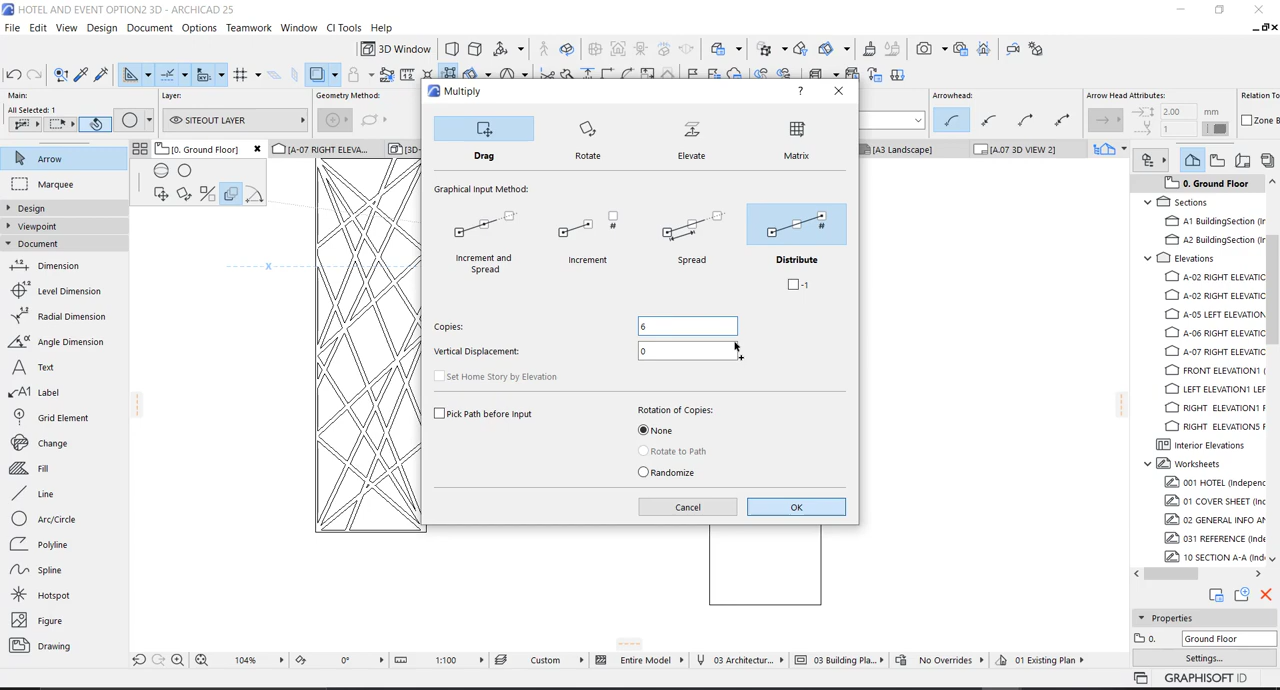 HOTEL AND EVENT OPTION2 3D - ARCHICAD 25
File Edit View Design Document Options Teamwork Window CI Tools Help
3D Window
Main:
All Selected: 1
Layer:
SITEOUT LAYER
Geometry Method:
Arrowhead:
Arrow Head Attributes:
2.00 mm
1
Relation To
Zone B
[0. Ground Floor]
[A-07 RIGHT ELEVA...
[3D-
[A3 Landscape]
[A.07 3D VIEW 2]
Multiply
Drag
Rotate
Elevate
Matrix
Graphical Input Method:
Increment and Spread
Increment
Spread
Distribute
-1
Copies:
6
Vertical Displacement:
0
Set Home Story by Elevation
Pick Path before Input
Rotation of Copies:
None
Rotate to Path
Randomize
Cancel
OK
Arrow
Marquee
Design
Viewpoint
Document
Dimension
Level Dimension
Radial Dimension
Angle Dimension
Text
Label
Grid Element
Change
Fill
Line
Arc/Circle
Polyline
Spline
Hotspot
Figure
Drawing
0. Ground Floor
Sections
A1 BuildingSection (In
A2 BuildingSection (In
Elevations
A-02 RIGHT ELEVATIO
A-02 RIGHT ELEVATIO
A-05 LEFT ELEVATION
A-06 RIGHT ELEVATIO
A-07 RIGHT ELEVATIO
FRONT ELEVATION1 (
LEFT ELEVATION1 LEF
RIGHT ELEVATION1 F
RIGHT ELEVATIONS F
Interior Elevations
Worksheets
001 HOTEL (Independ
01 COVER SHEET (Ind
02 GENERAL INFO AN
031 REFERENCE (Inde
10 SECTION A-A (Ind
Properties
0. Ground Floor
Settings...
104% 0° 1:100 Custom Entire Model 03 Architectur... 03 Building Pla... No Overrides 01 Existing Plan
GRAPHISOFT ID